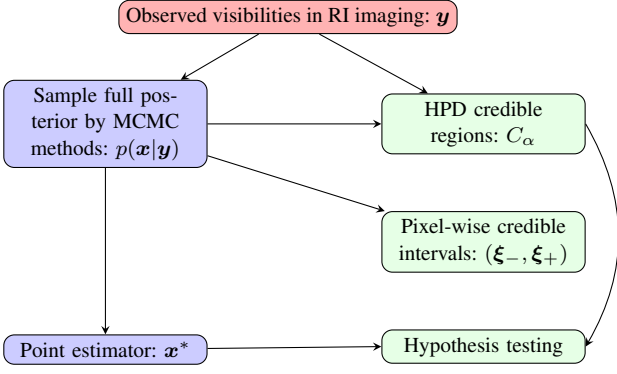 Observed visibilities in RI imaging: y
Sample full pos-
terior by MCMC
methods: p(x|y)
HPD credible
regions: Cα
Pixel-wise credible
intervals: (ξ−, ξ+)
Point estimator: x*
Hypothesis testing